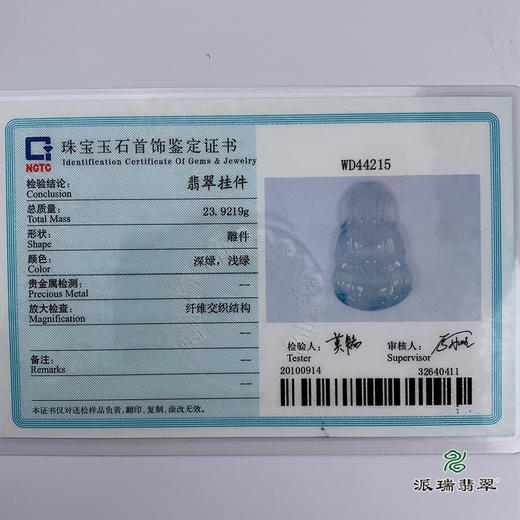 NGTC
珠宝玉石首饰鉴定证书
Identification Certificate Of Gems & Jewelry
检验结论:
Conclusion
翡翠挂件
总质量:
Total Mass
23.9219g
形状:
Shape
雕件
颜色:
Color
深绿，浅绿
贵金属检测:
Precious Metal
---
放大检查:
Magnification
纤维交织结构
---
备注:
Remarks
---
本证书仅对送检样品负责,翻印、复制、涂改无效。
WD44215
检验人:
Tester
审核人:
Supervisor
20100914
32640411
派瑞翡翠